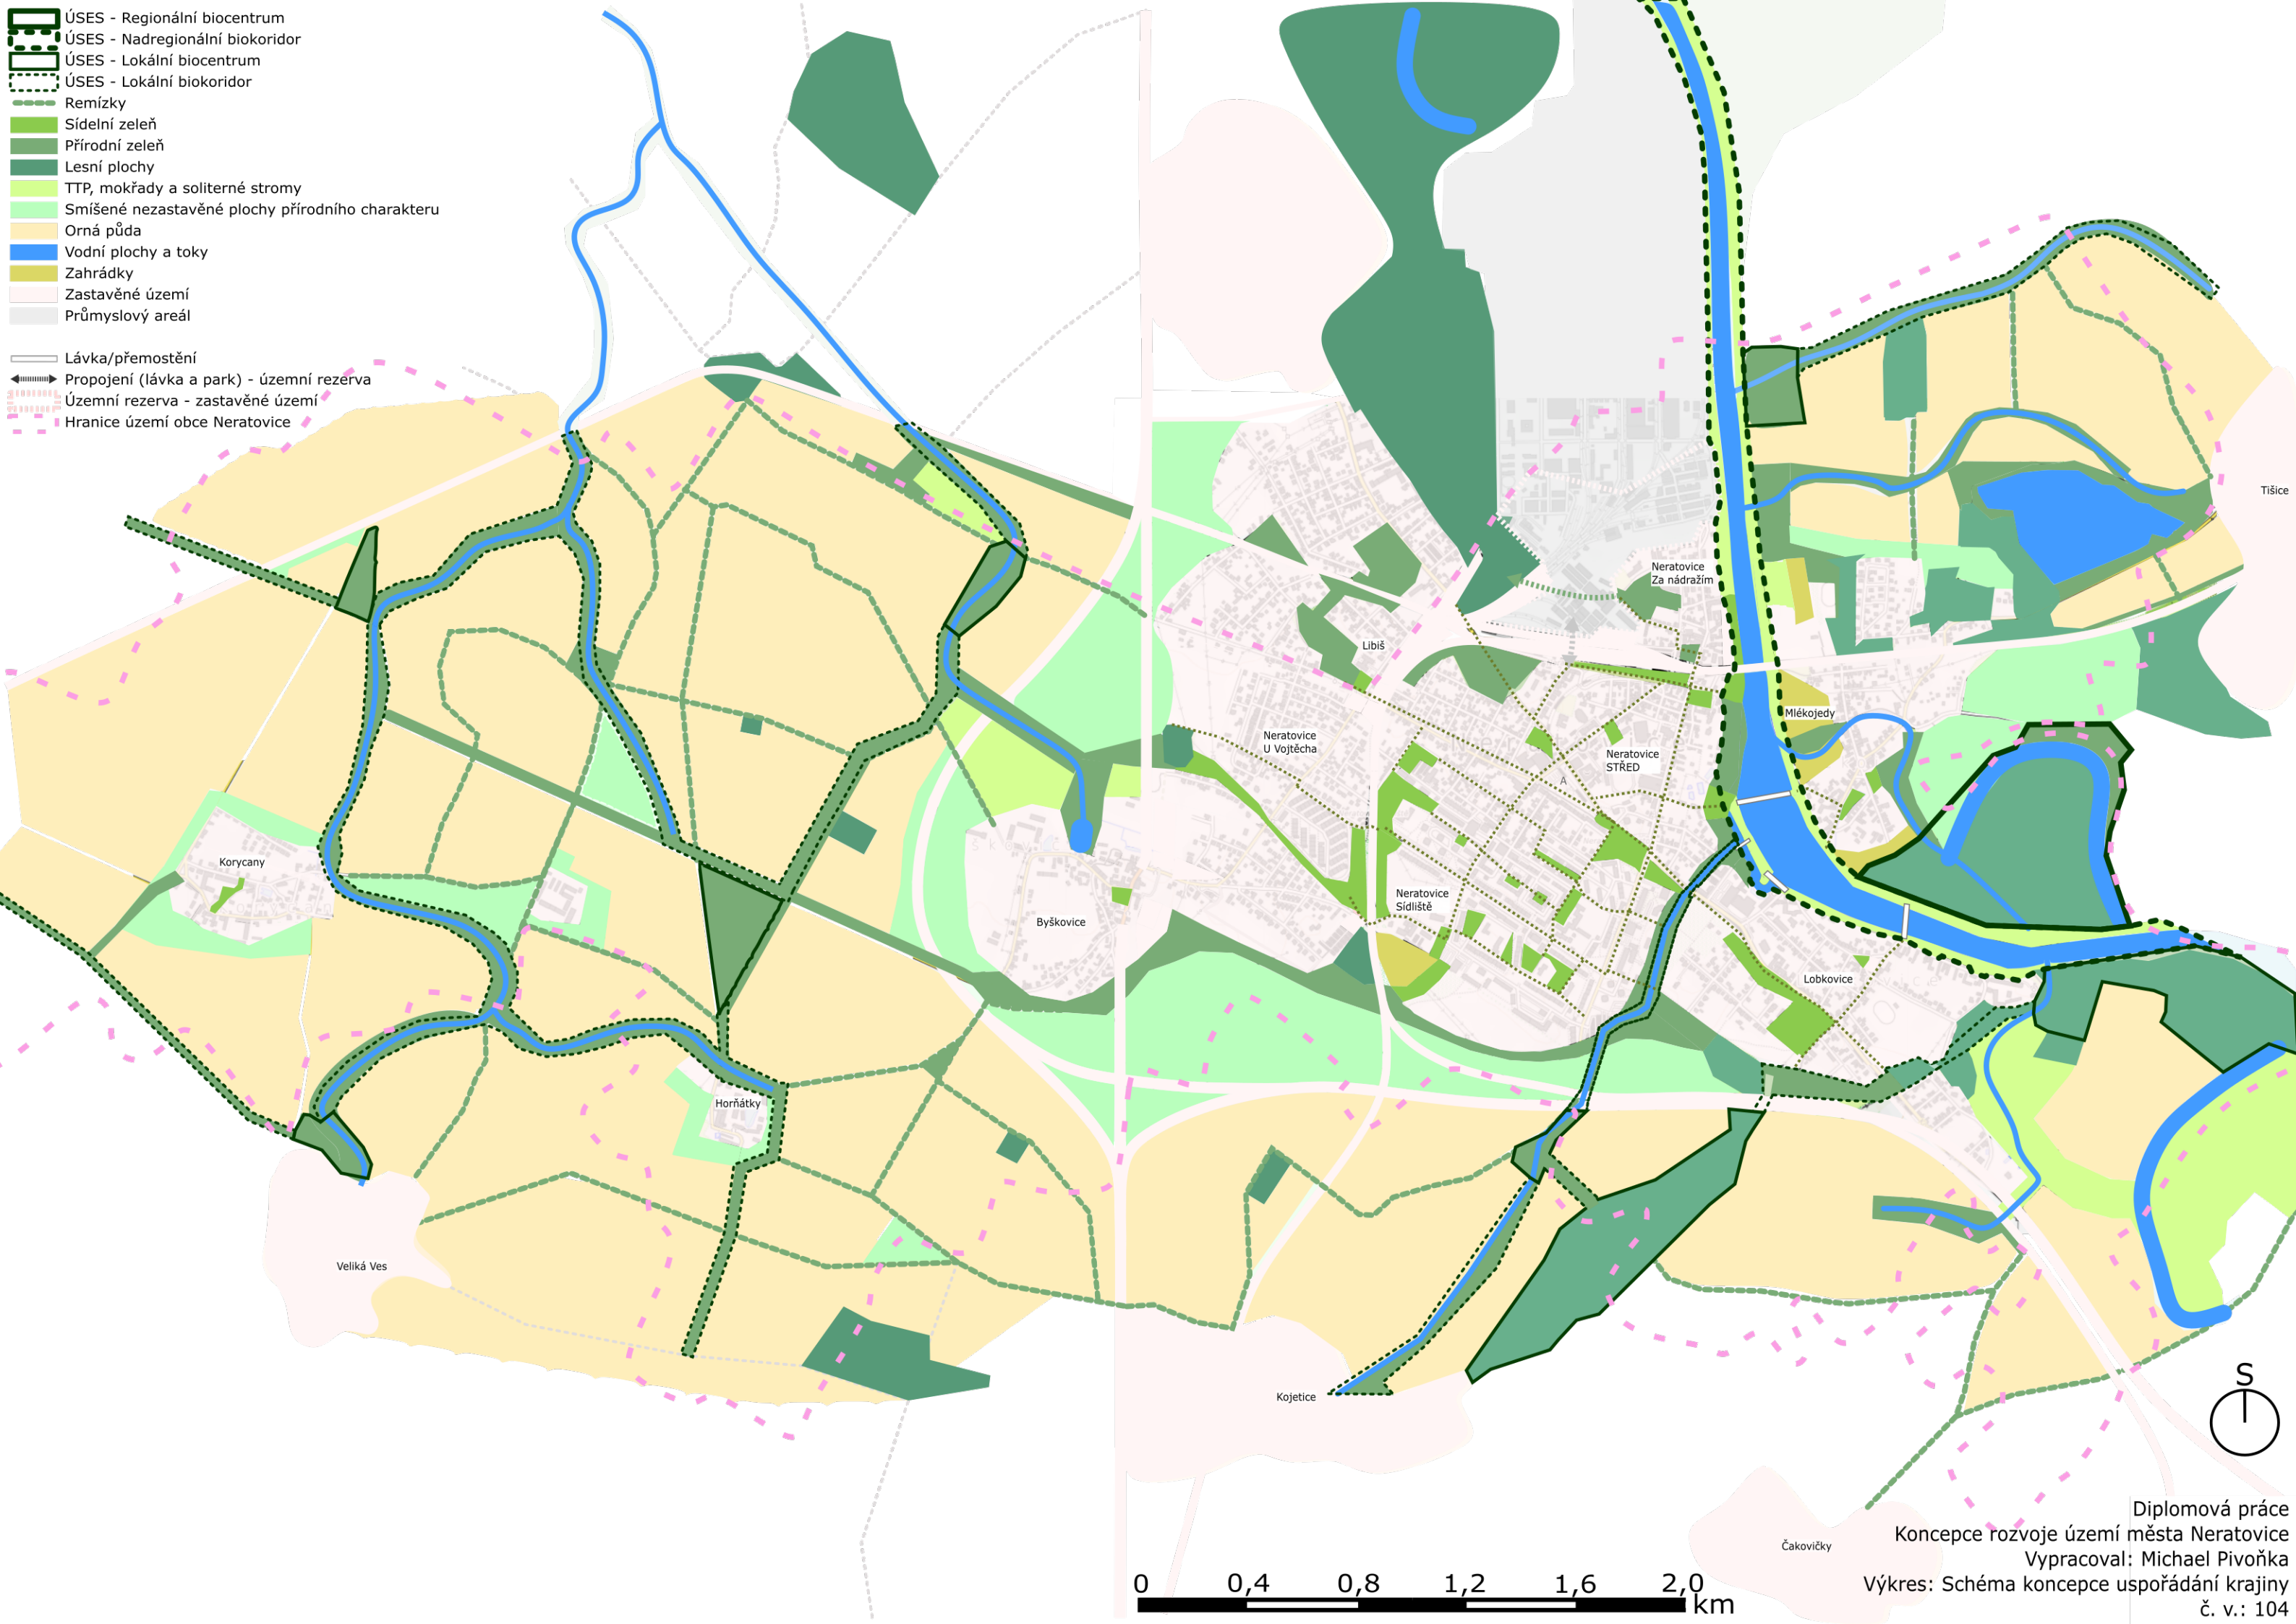 ÚSES - Regionální biocentrum
ÚSES - Nadregionální biokoridor
ÚSES - Lokální biocentrum
ÚSES - Lokální biokoridor
Remízky
Sídelní zeleň
Přírodní zeleň
Lesní plochy
TTP, mokřady a soliterné stromy
Smíšené nezastavěné plochy přírodního charakteru
Orná půda
Vodní plochy a toky
Zahrádky
Zastavěné území
Průmyslový areál
Lávka/přemostění
Propojení (lávka a park) - územní rezerva
Územní rezerva - zastavěné území
Hranice území obce Neratovice
Tišice
Neratovice
Za nádražím
Libiš
Mlékojedy
Neratovice
U Vojtěcha
Neratovice
STŘED
Korycany
Neratovice
Sídliště
Byškovice
Lobkovice
Horňátky
Veliká Ves
Kojetice
Čakovičky
S
0 0,4 0,8 1,2 1,6 2,0
km
Diplomová práce
Koncepce rozvoje území města Neratovice
Vypracoval: Michael Pivoňka
Výkres: Schéma koncepce uspořádání krajiny
č. v.: 104